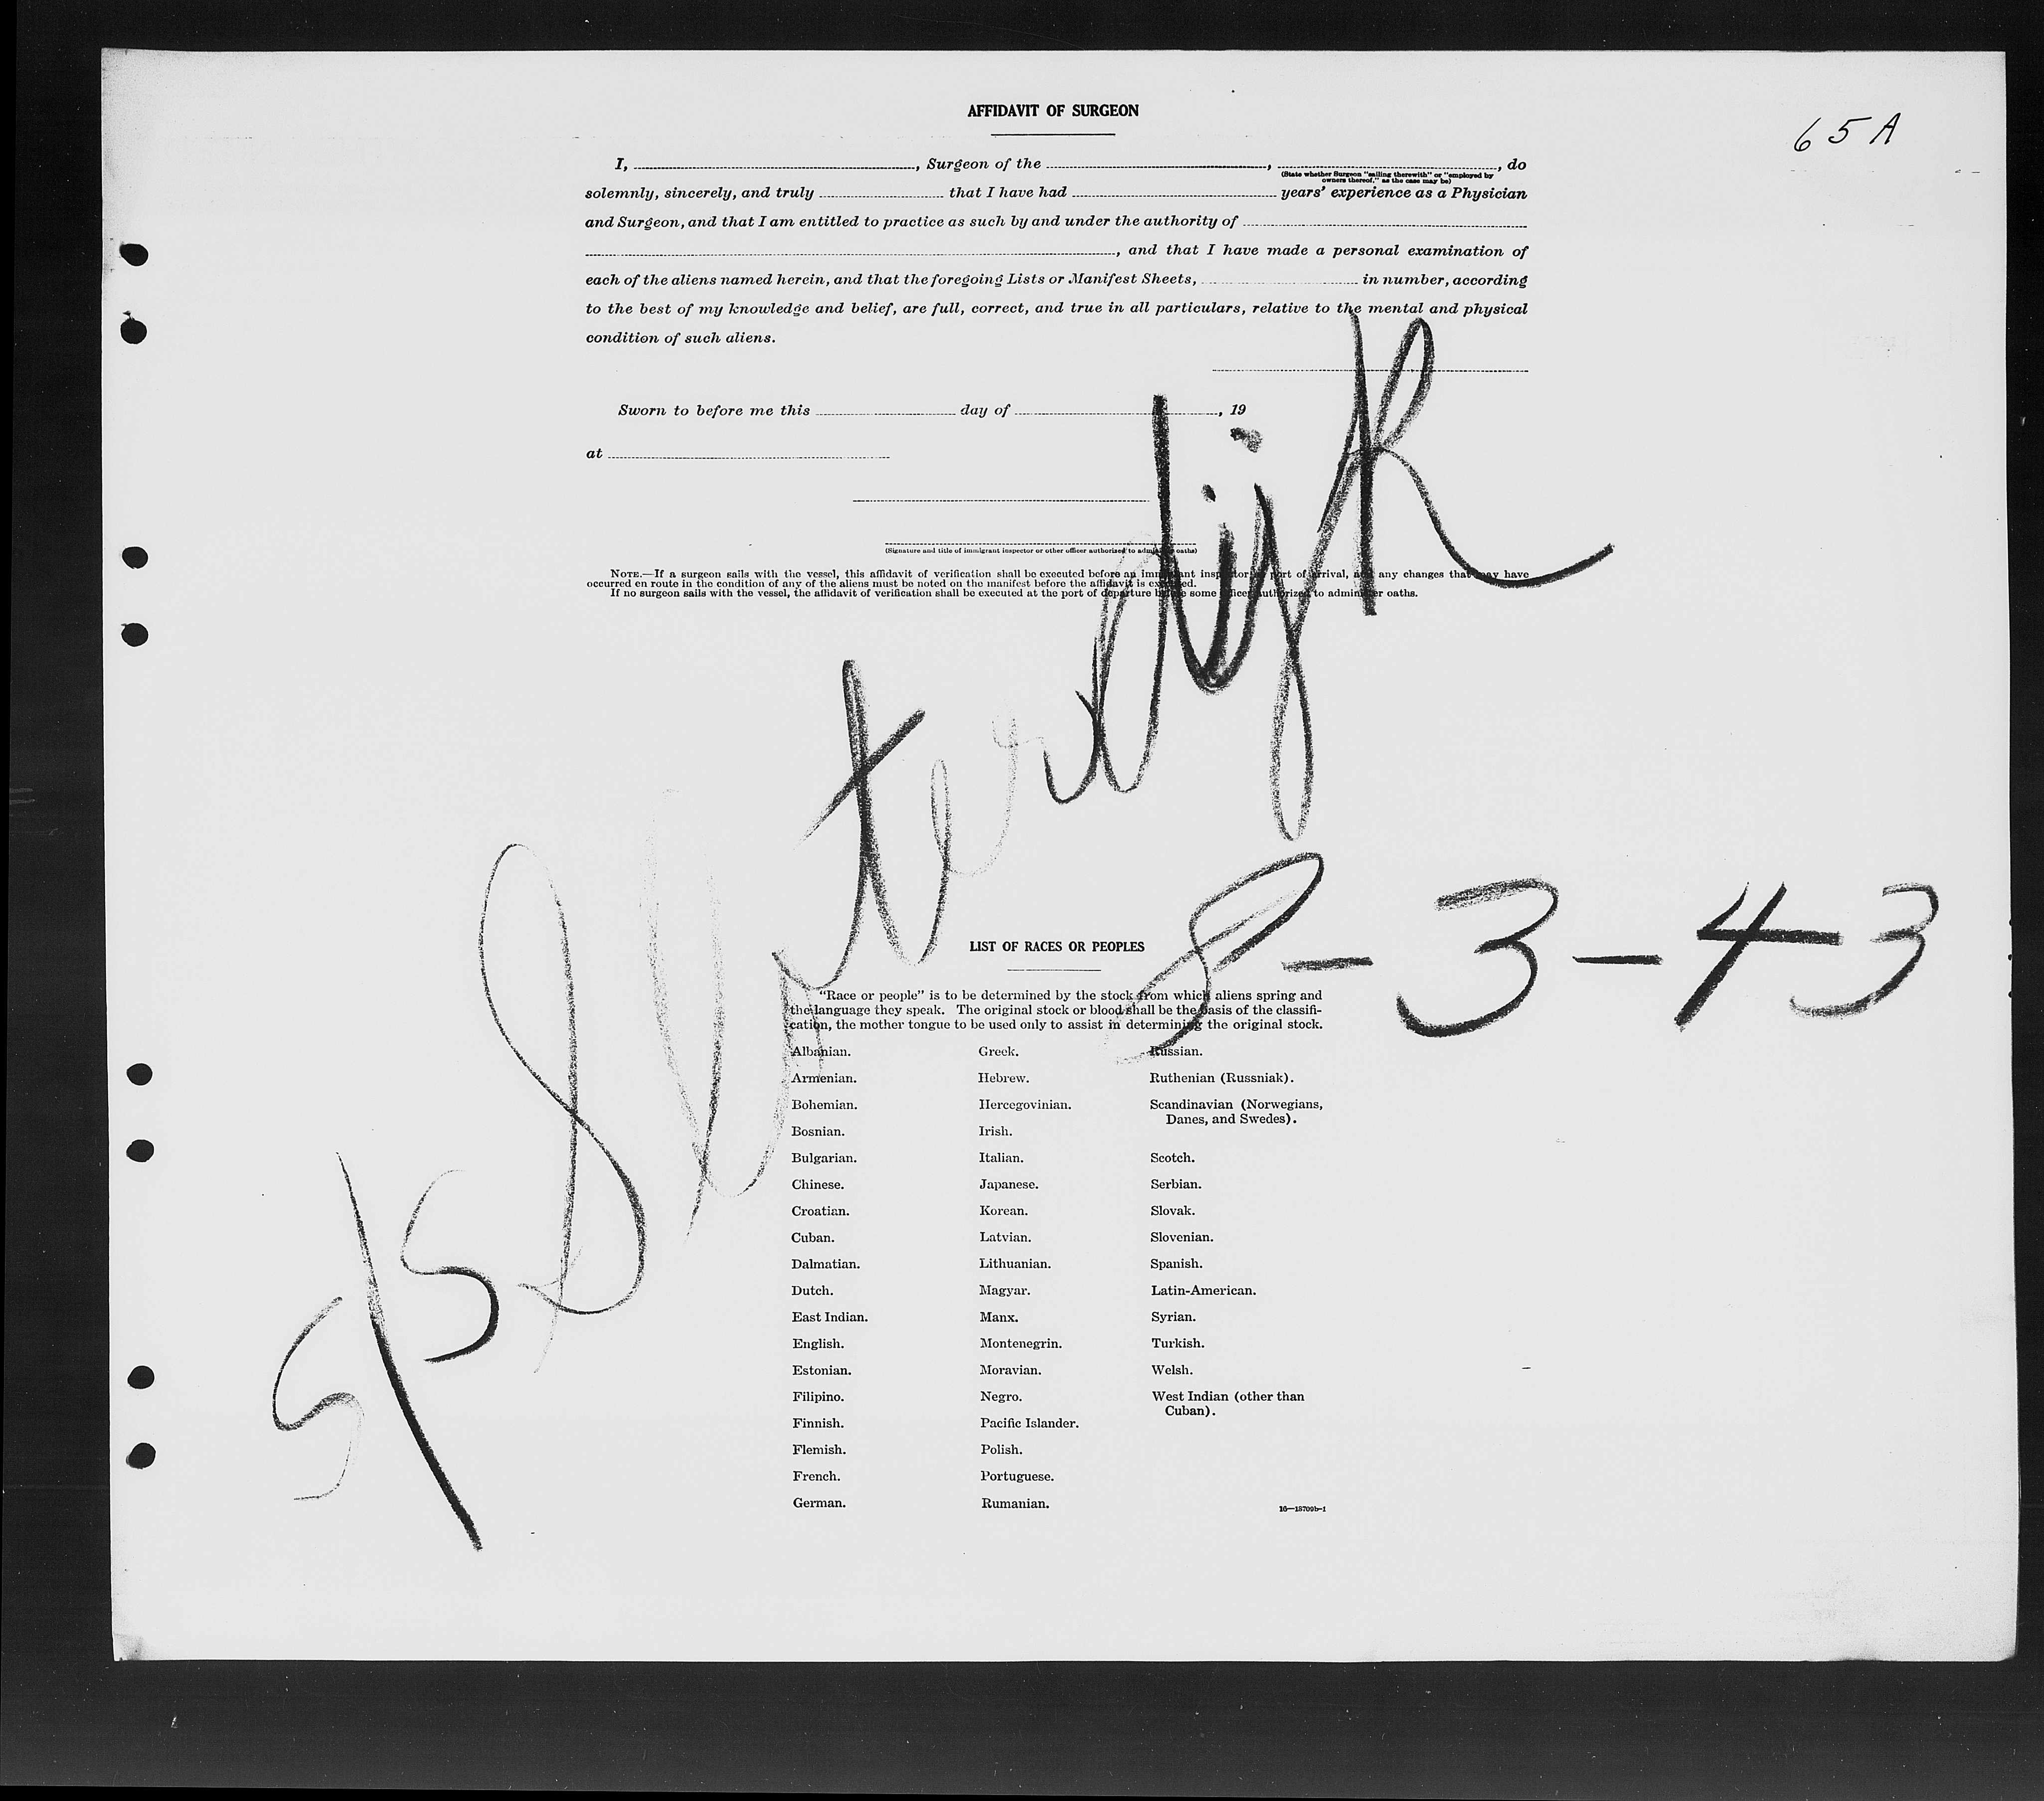 AFFIDAVIT OF SURGEON
65A
I, , Surgeon of the , , do
(State whether Surgeon "sailing therewith" or "employed by
owners thereof," as the case may be)
solemnly, sincerely, and truly that I have had years' experience as a Physician
and Surgeon, and that I am entitled to practice as such by and under the authority of
, and that I have made a personal examination of
each of the aliens named herein, and that the foregoing Lists or Manifest Sheets, in number, according
to the best of my knowledge and belief, are full, correct, and true in all particulars, relative to the mental and physical
condition of such aliens.
Sworn to before me this day of , 19
at
(Signature and title of immigrant inspector or other officer authorized to administer oaths)
NOTE.—If a surgeon sails with the vessel, this affidavit of verification shall be executed before an immigrant inspector at port of arrival, and any changes that may have
occurred en route in the condition of any of the aliens must be noted on the manifest before the affidavit is executed.
If no surgeon sails with the vessel, the affidavit of verification shall be executed at the port of departure before some officer authorized to administer oaths.
S/S Sloterdijk
8-3-43
LIST OF RACES OR PEOPLES
"Race or people" is to be determined by the stock from which aliens spring and
the language they speak. The original stock or blood shall be the basis of the classifi-
cation, the mother tongue to be used only to assist in determining the original stock.
Albanian.
Armenian.
Bohemian.
Bosnian.
Bulgarian.
Chinese.
Croatian.
Cuban.
Dalmatian.
Dutch.
East Indian.
English.
Estonian.
Filipino.
Finnish.
Flemish.
French.
German.
Greek.
Hebrew.
Hercegovinian.
Irish.
Italian.
Japanese.
Korean.
Latvian.
Lithuanian.
Magyar.
Manx.
Montenegrin.
Moravian.
Negro.
Pacific Islander.
Polish.
Portuguese.
Rumanian.
Russian.
Ruthenian (Russniak).
Scandinavian (Norwegians,
Danes, and Swedes).
Scotch.
Serbian.
Slovak.
Slovenian.
Spanish.
Latin-American.
Syrian.
Turkish.
Welsh.
West Indian (other than
Cuban).
16—13709b-1